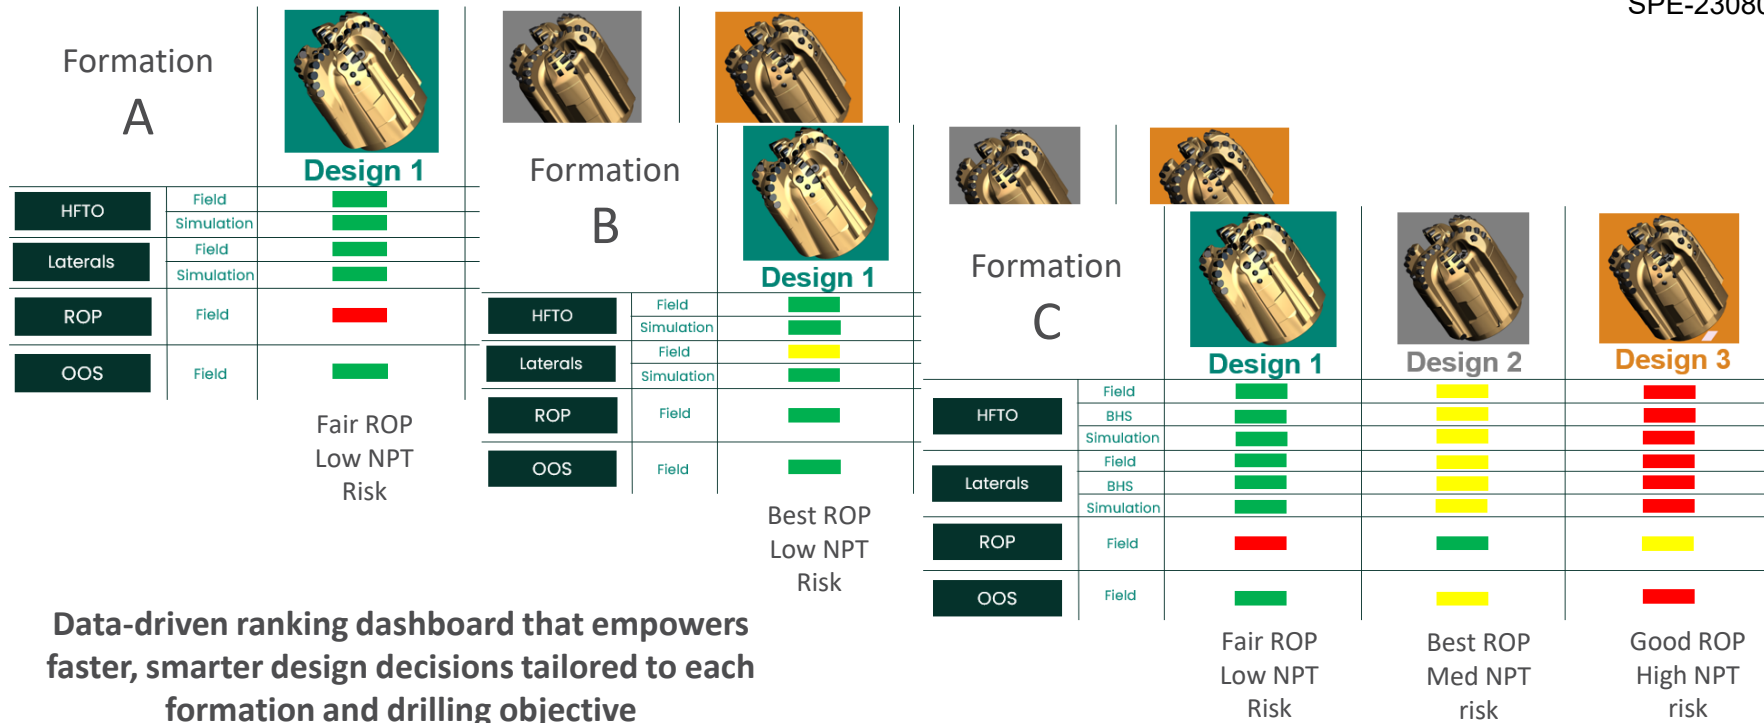 SPE-23080
Formation
A
Design 1
HFTO
Field
Simulation
Laterals
Field
Simulation
ROP
Field
OOS
Field
Fair ROP
Low NPT
Risk
Formation
B
Design 1
HFTO
Field
Simulation
Laterals
Field
Simulation
ROP
Field
OOS
Field
Best ROP
Low NPT
Risk
Formation
C
Design 1
Design 2
Design 3
HFTO
Field
BHS
Simulation
Laterals
Field
BHS
Simulation
ROP
Field
OOS
Field
Fair ROP
Low NPT
Risk
Best ROP
Med NPT
risk
Good ROP
High NPT
risk
Data-driven ranking dashboard that empowers
faster, smarter design decisions tailored to each
formation and drilling objective